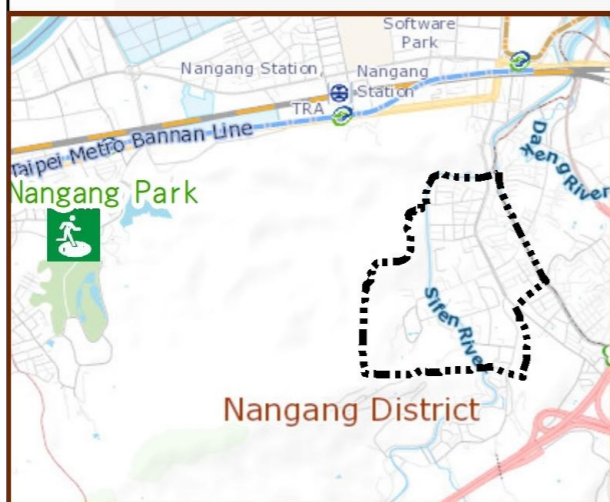 Software
Park
Nangang Station,
Nangang
Station
TRA
Taipei Metro Bannan Line
Dakeng River
Nangang Park
Sifen River
Nangang District